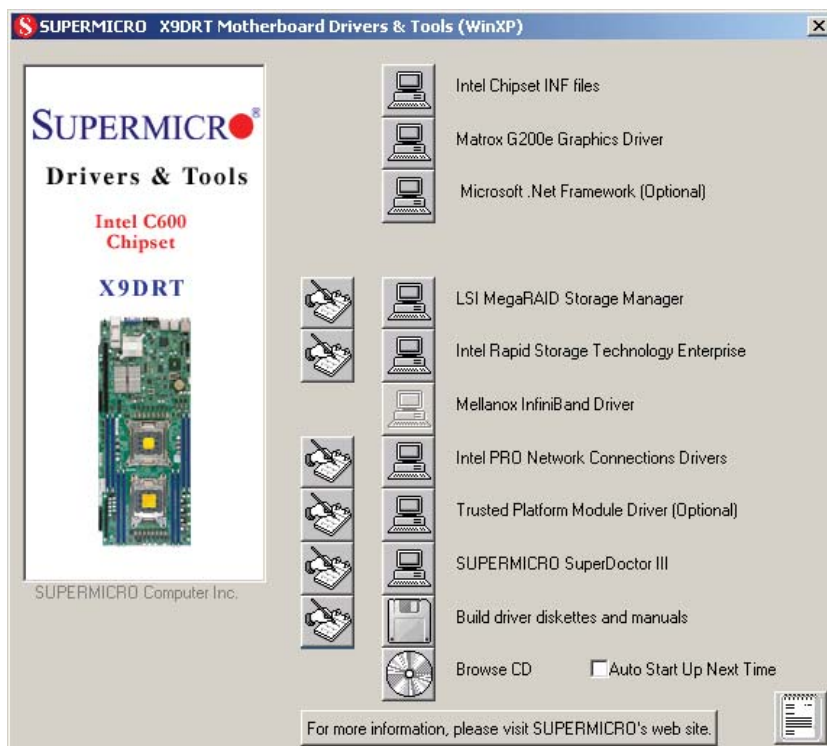 SUPERMICRO X9DRT Motherboard Drivers & Tools (WinXP)
SUPERMICRO®
Drivers & Tools
Intel C600
Chipset
X9DRT
SUPERMICRO Computer Inc.
Intel Chipset INF files
Matrox G200e Graphics Driver
Microsoft .Net Framework (Optional)
LSI MegaRAID Storage Manager
Intel Rapid Storage Technology Enterprise
Mellanox InfiniBand Driver
Intel PRO Network Connections Drivers
Trusted Platform Module Driver (Optional)
SUPERMICRO SuperDoctor III
Build driver diskettes and manuals
Browse CD
Auto Start Up Next Time
For more information, please visit SUPERMICRO's web site.